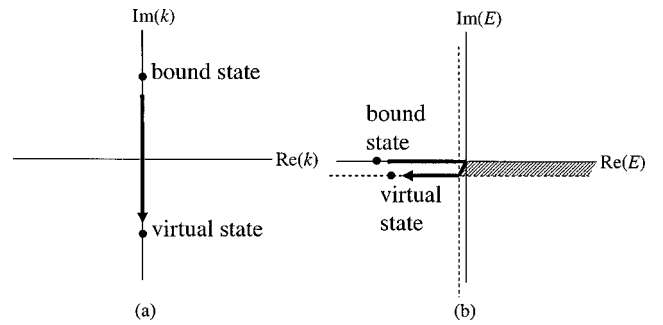 Im(k)
bound state
Re(k)
virtual state
(a)
Im(E)
bound
state
Re(E)
virtual
state
(b)